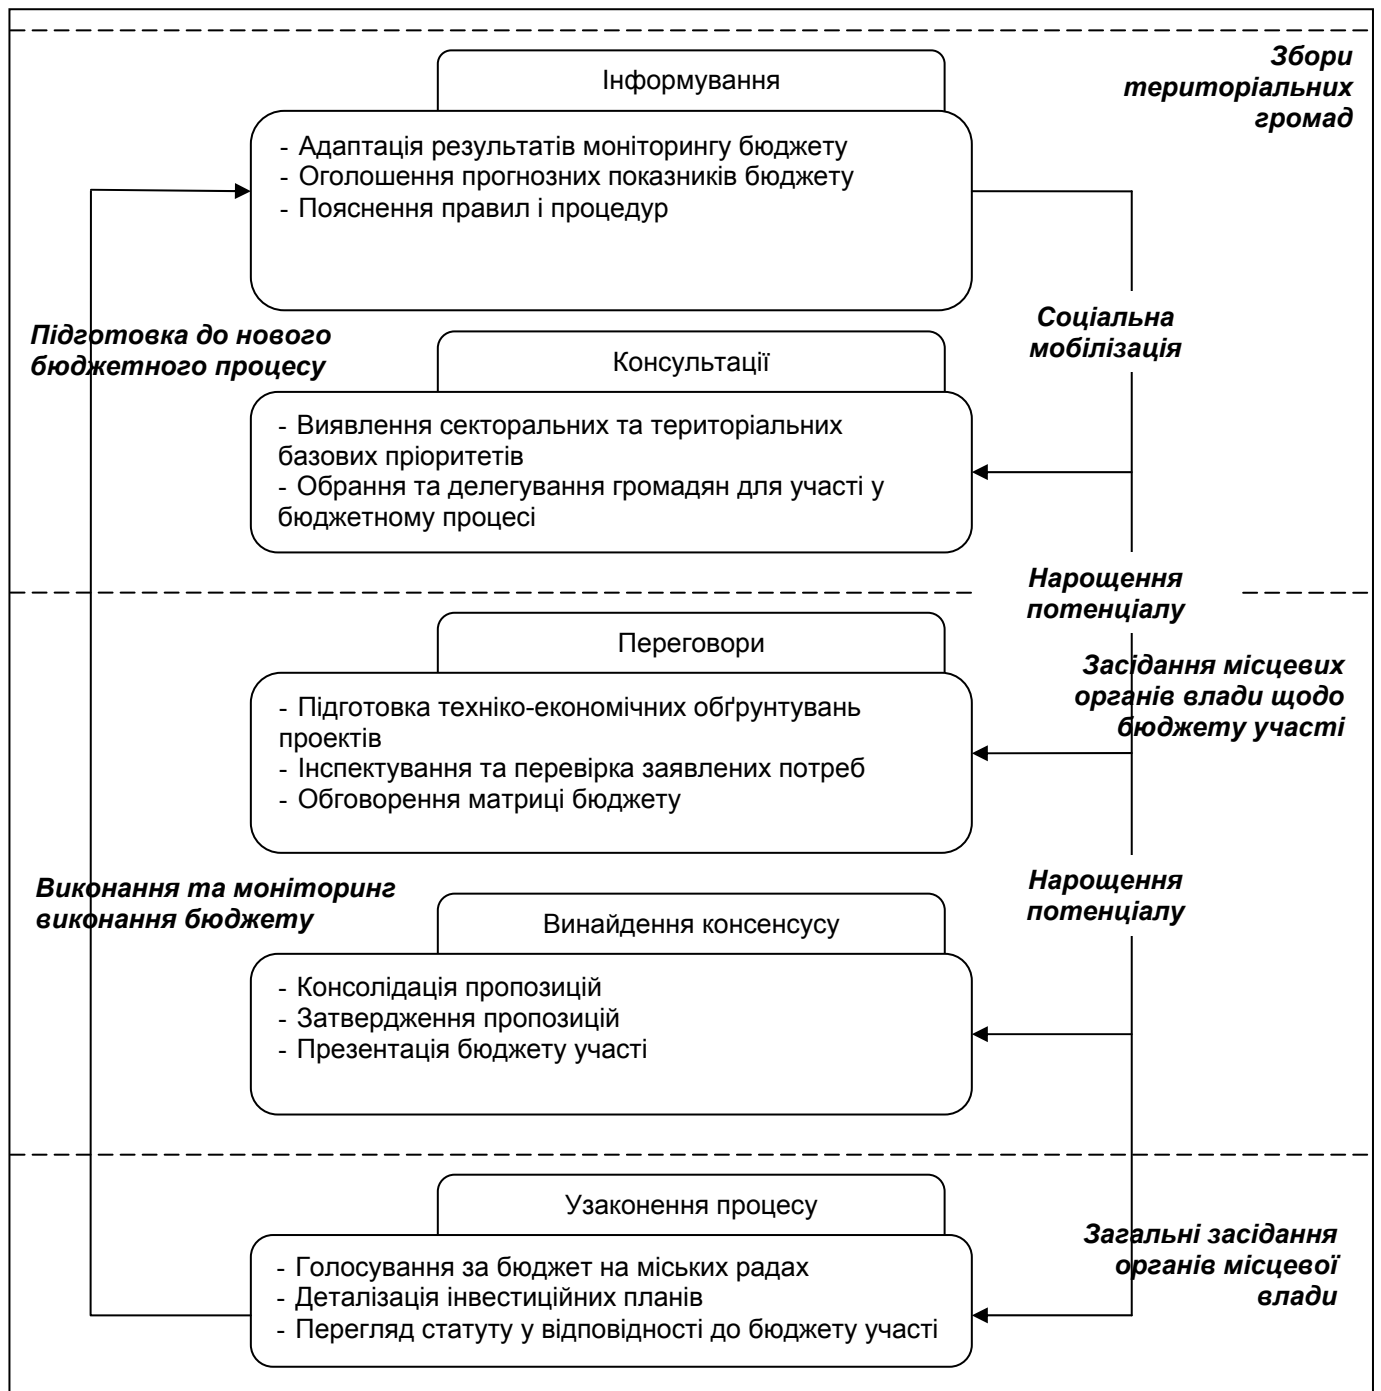 Збори
територіальних
громад
Інформування
- Адаптація результатів моніторингу бюджету
- Оголошення прогнозних показників бюджету
- Пояснення правил і процедур
Підготовка до нового
бюджетного процесу
Соціальна
мобілізація
Консультації
- Виявлення секторальних та територіальних
базових пріоритетів
- Обрання та делегування громадян для участі у
бюджетному процесі
Нарощення
потенціалу
Переговори
Засідання місцевих
органів влади щодо
бюджету участі
- Підготовка техніко-економічних обґрунтувань
проектів
- Інспектування та перевірка заявлених потреб
- Обговорення матриці бюджету
Виконання та моніторинг
виконання бюджету
Нарощення
потенціалу
Винайдення консенсусу
- Консолідація пропозицій
- Затвердження пропозицій
- Презентація бюджету участі
Узаконення процесу
Загальні засідання
органів місцевої
влади
- Голосування за бюджет на міських радах
- Деталізація інвестиційних планів
- Перегляд статуту у відповідності до бюджету участі